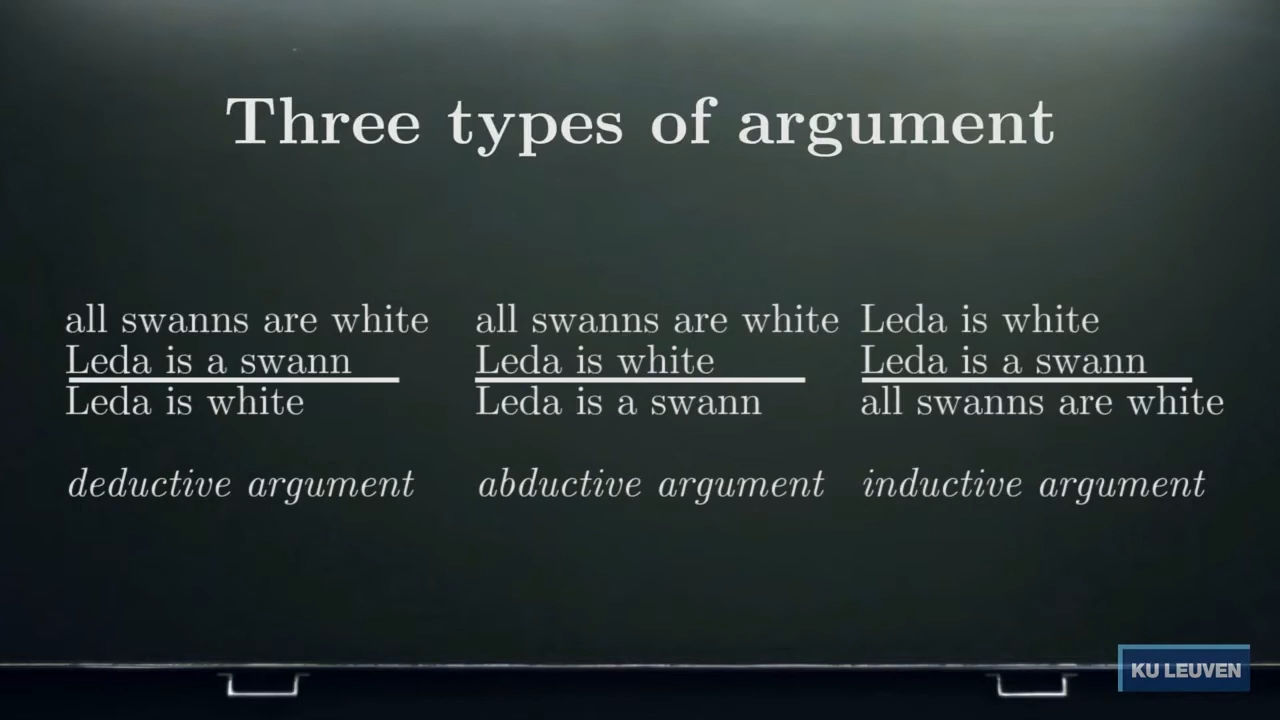 Three types of argument
all swanns are white
Leda is a swann
Leda is white
deductive argument
all swanns are white
Leda is white
Leda is a swann
abductive argument
Leda is white
Leda is a swann
all swanns are white
inductive argument
KU LEUVEN